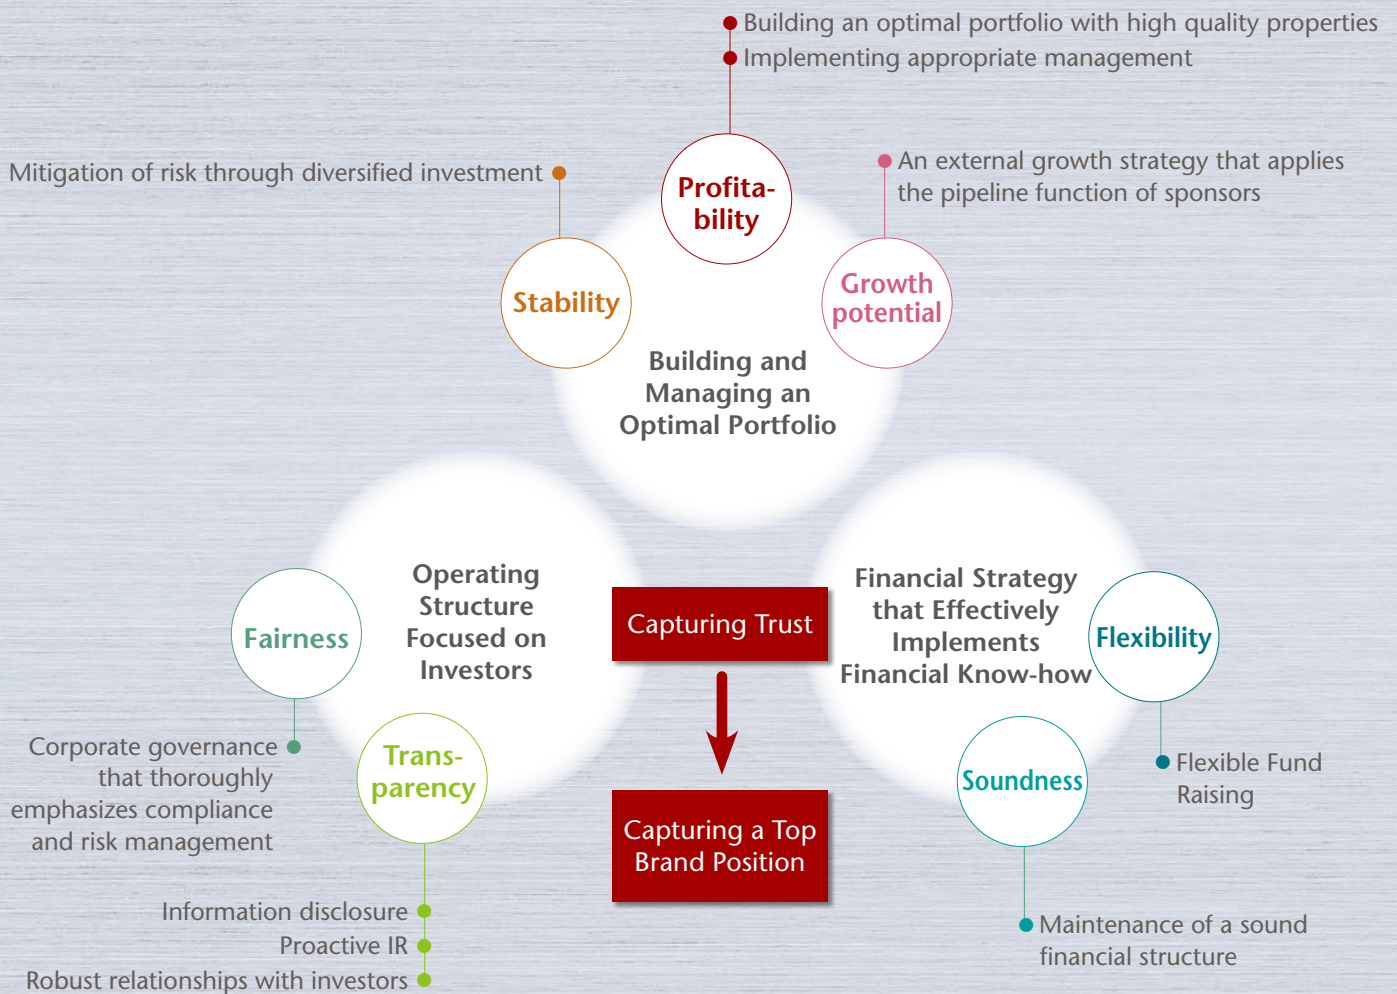 Building an optimal portfolio with high quality properties
Implementing appropriate management
Mitigation of risk through diversified investment
An external growth strategy that applies
the pipeline function of sponsors
Profita-
bility
Stability
Growth
potential
Building and
Managing an
Optimal Portfolio
Operating
Structure
Focused on
Investors
Fairness
Trans-
parency
Corporate governance
that thoroughly
emphasizes compliance
and risk management
Information disclosure
Proactive IR
Robust relationships with investors
Capturing Trust
Capturing a Top
Brand Position
Financial Strategy
that Effectively
Implements
Financial Know-how
Flexibility
Soundness
Flexible Fund
Raising
Maintenance of a sound
financial structure